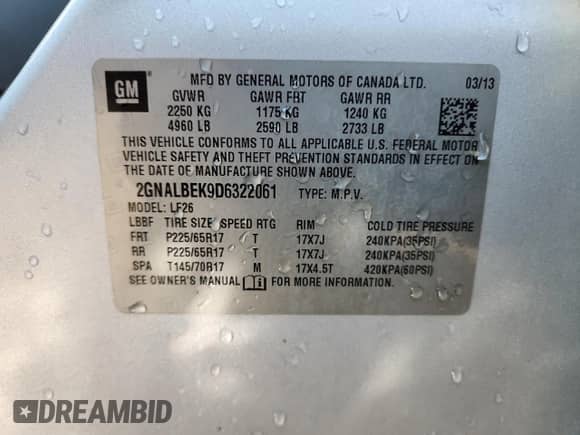 GM
MFD BY GENERAL MOTORS OF CANADA LTD. 03/13
GVWR GAWR FRT GAWR RR
2250 KG 1175 KG 1240 KG
4960 LB 2590 LB 2733 LB
THIS VEHICLE CONFORMS TO ALL APPLICABLE U.S. FEDERAL MOTOR
VEHICLE SAFETY AND THEFT PREVENTION STANDARDS IN EFFECT ON
THE DATE OF MANUFACTURE SHOWN ABOVE.
2GNALBEK9D6322061 TYPE: M.P.V.
MODEL: LF26
LBBF TIRE SIZE SPEED RTG RIM COLD TIRE PRESSURE
FRT P225/65R17 T 17X7J 240KPA(35PSI)
RR P225/65R17 T 17X7J 240KPA(35PSI)
SPA T145/70R17 M 17X4.5T 420KPA(60PSI)
SEE OWNER'S MANUAL FOR MORE INFORMATION.
DREAMBID